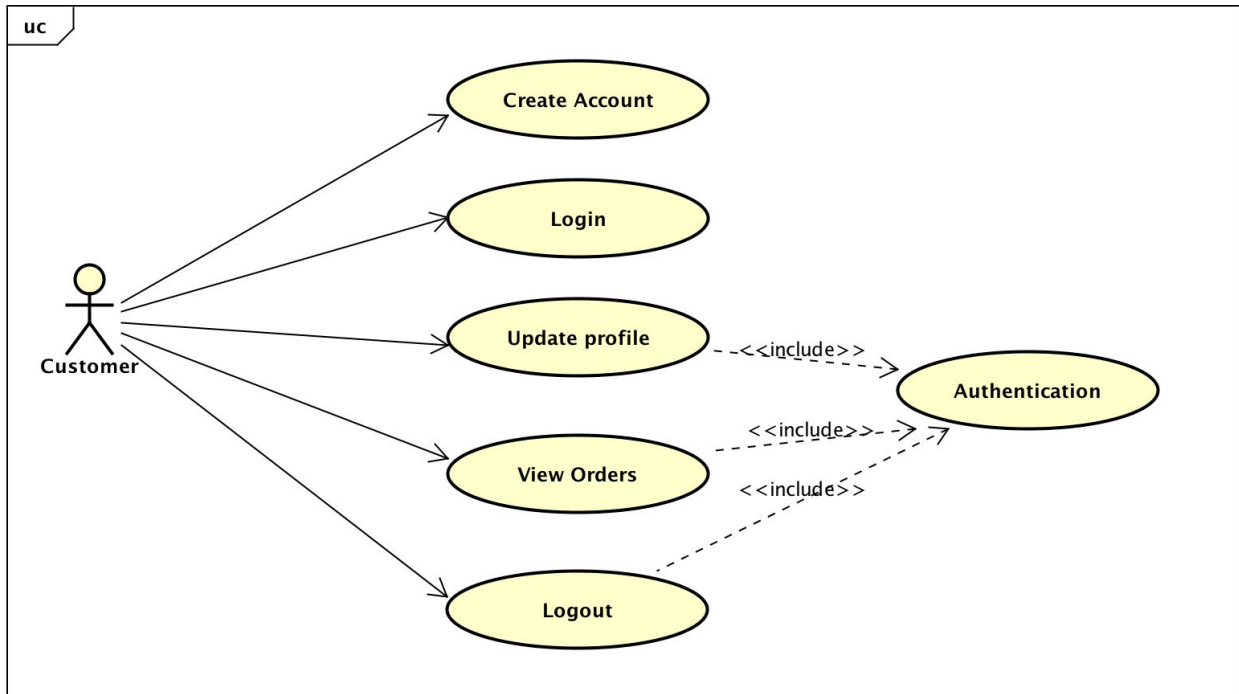 uc
Create Account
Login
Update profile
Customer
<<include>>
Authentication
<<include>>
View Orders
<<include>>
Logout